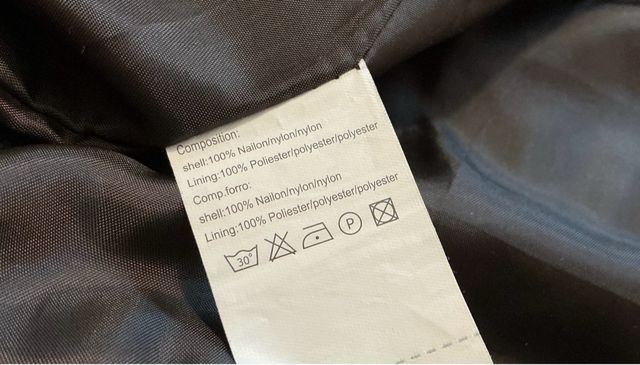 Composition:
shell:100% Nailon/nylon/nylon
Lining:100% Poliester/polyester/polyester
Comp.forro:
shell:100% Nailon/nylon/nylon
Lining:100% Poliester/polyester/polyester
30° P